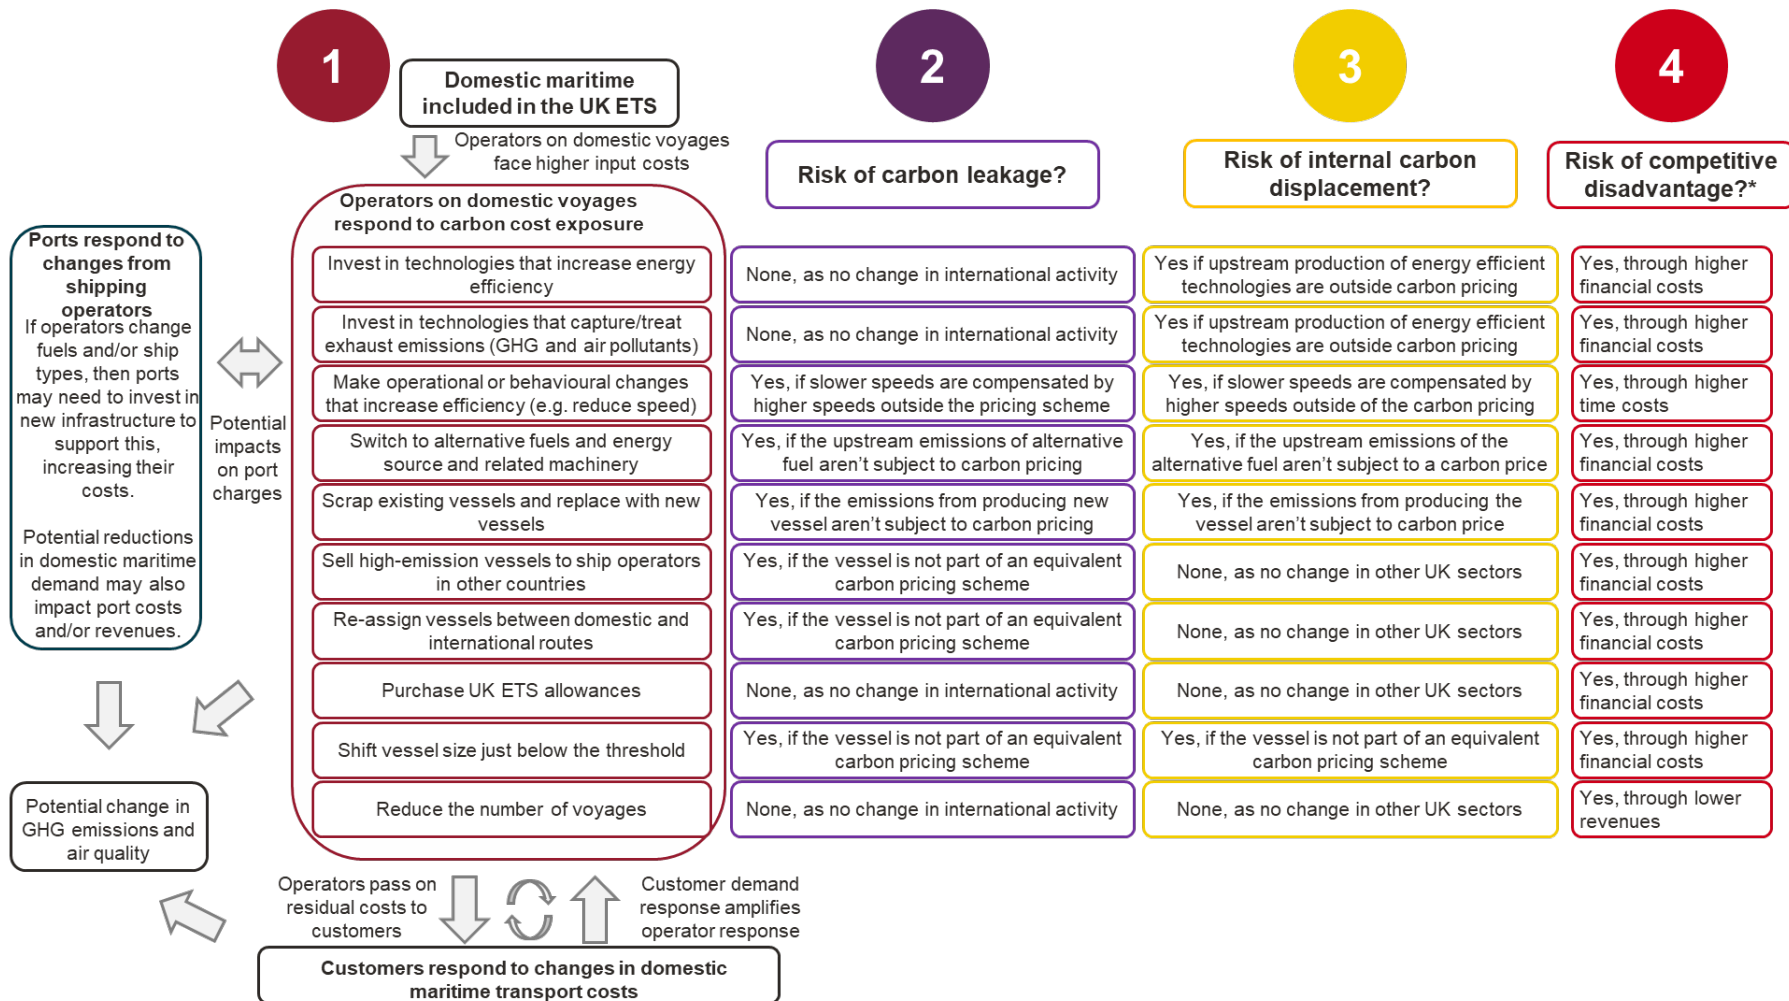 1
2
3
4
Domestic maritime
included in the UK ETS
Operators on domestic voyages
face higher input costs
Risk of carbon leakage?
Risk of internal carbon
displacement?
Risk of competitive
disadvantage?*
Operators on domestic voyages
respond to carbon cost exposure
Ports respond to
changes from
shipping
operators
If operators change
fuels and/or ship
types, then ports
may need to invest in
new infrastructure to
support this,
increasing their
costs.
Potential reductions
in domestic maritime
demand may also
impact port costs
and/or revenues.
Potential
impacts
on port
charges
Invest in technologies that increase energy
efficiency
None, as no change in international activity
Yes if upstream production of energy efficient
technologies are outside carbon pricing
Yes, through higher
financial costs
Invest in technologies that capture/treat
exhaust emissions (GHG and air pollutants)
None, as no change in international activity
Yes if upstream production of energy efficient
technologies are outside carbon pricing
Yes, through higher
financial costs
Make operational or behavioural changes
that increase efficiency (e.g. reduce speed)
Yes, if slower speeds are compensated by
higher speeds outside the pricing scheme
Yes, if slower speeds are compensated by
higher speeds outside of the carbon pricing
Yes, through higher
time costs
Switch to alternative fuels and energy
source and related machinery
Yes, if the upstream emissions of alternative
fuel aren't subject to carbon pricing
Yes, if the upstream emissions of the
alternative fuel aren't subject to a carbon price
Yes, through higher
financial costs
Scrap existing vessels and replace with new
vessels
Yes, if the emissions from producing new
vessel aren't subject to carbon pricing
Yes, if the emissions from producing the
vessel aren't subject to carbon price
Yes, through higher
financial costs
Sell high-emission vessels to ship operators
in other countries
Yes, if the vessel is not part of an equivalent
carbon pricing scheme
None, as no change in other UK sectors
Yes, through higher
financial costs
Re-assign vessels between domestic and
international routes
Yes, if the vessel is not part of an equivalent
carbon pricing scheme
None, as no change in other UK sectors
Yes, through higher
financial costs
Purchase UK ETS allowances
None, as no change in international activity
None, as no change in other UK sectors
Yes, through higher
financial costs
Shift vessel size just below the threshold
Yes, if the vessel is not part of an equivalent
carbon pricing scheme
Yes, if the vessel is not part of an equivalent
carbon pricing scheme
Yes, through higher
financial costs
Reduce the number of voyages
None, as no change in international activity
None, as no change in other UK sectors
Yes, through lower
revenues
Potential change in
GHG emissions and
air quality
Operators pass on
residual costs to
customers
Customer demand
response amplifies
operator response
Customers respond to changes in domestic
maritime transport costs